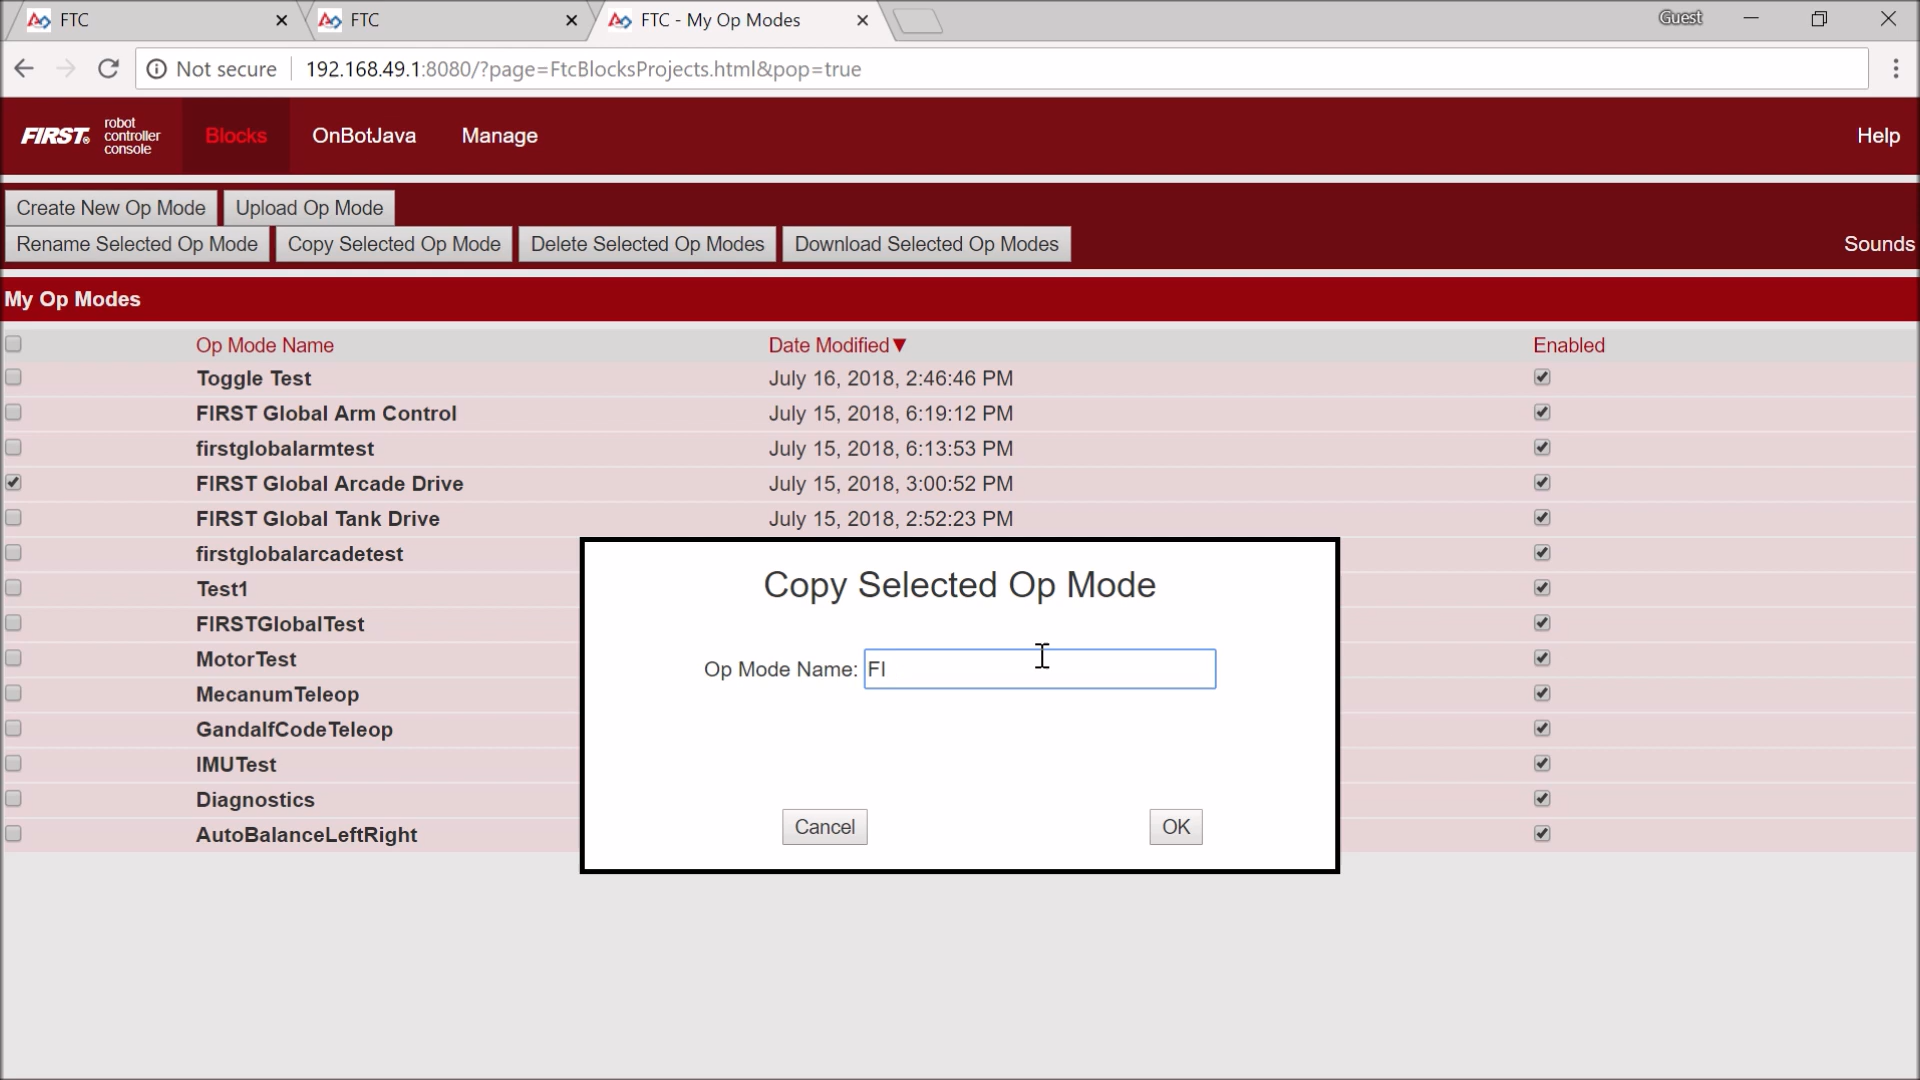 FTC
FTC
FTC - My Op Modes
Guest
Not secure
192.168.49.1:8080/?page=FtcBlocksProjects.html&pop=true
FIRST® robot controller console
Blocks
OnBotJava
Manage
Help
Create New Op Mode
Upload Op Mode
Rename Selected Op Mode
Copy Selected Op Mode
Delete Selected Op Modes
Download Selected Op Modes
Sounds
My Op Modes
Op Mode Name Date Modified▼ Enabled
Toggle Test July 16, 2018, 2:46:46 PM
FIRST Global Arm Control July 15, 2018, 6:19:12 PM
firstglobalarmtest July 15, 2018, 6:13:53 PM
FIRST Global Arcade Drive July 15, 2018, 3:00:52 PM
FIRST Global Tank Drive July 15, 2018, 2:52:23 PM
firstglobalarcadetest
Test1
FIRSTGlobalTest
MotorTest
MecanumTeleop
GandalfCodeTeleop
IMUTest
Diagnostics
AutoBalanceLeftRight
Copy Selected Op Mode
Op Mode Name: FI
Cancel
OK